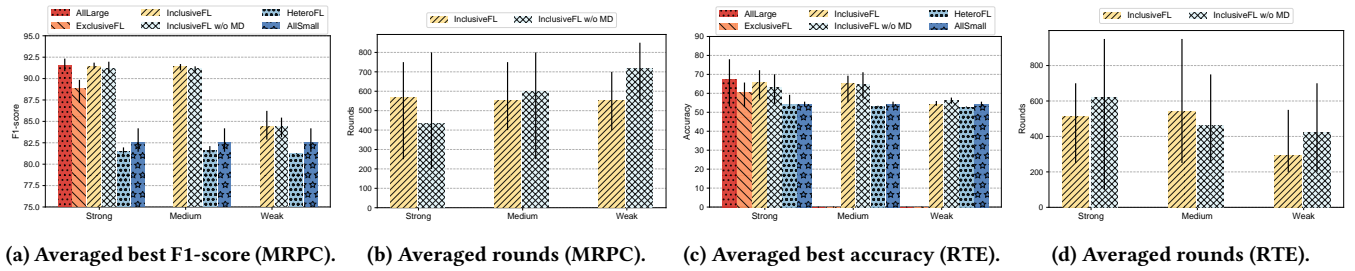 AllLarge InclusiveFL HeteroFL
ExclusiveFL InclusiveFL w/o MD AllSmall
95.0
92.5
90.0
87.5
85.0
82.5
80.0
77.5
75.0
F1-score
Strong Medium Weak
(a) Averaged best F1-score (MRPC).
InclusiveFL InclusiveFL w/o MD
800
700
600
500
400
300
200
100
0
Rounds
Strong Medium Weak
(b) Averaged rounds (MRPC).
AllLarge InclusiveFL HeteroFL
ExclusiveFL InclusiveFL w/o MD AllSmall
90
80
70
60
50
40
30
20
10
0
Accuracy
Strong Medium Weak
(c) Averaged best accuracy (RTE).
InclusiveFL InclusiveFL w/o MD
800
600
400
200
0
Rounds
Strong Medium Weak
(d) Averaged rounds (RTE).